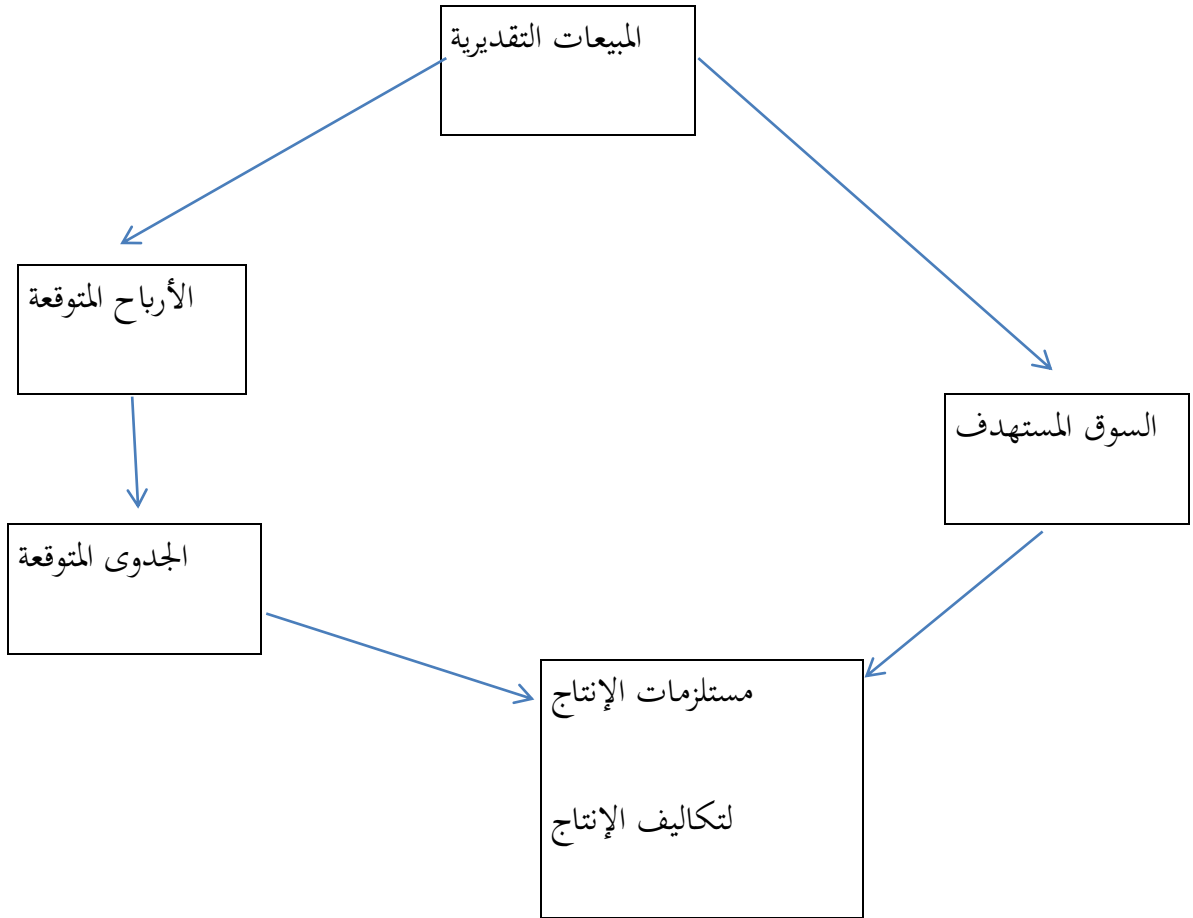 المبيعات التقديرية
الأرباح المتوقعة
السوق المستهدف
الجدوى المتوقعة
مستلزمات الإنتاج
لتكاليف الإنتاج